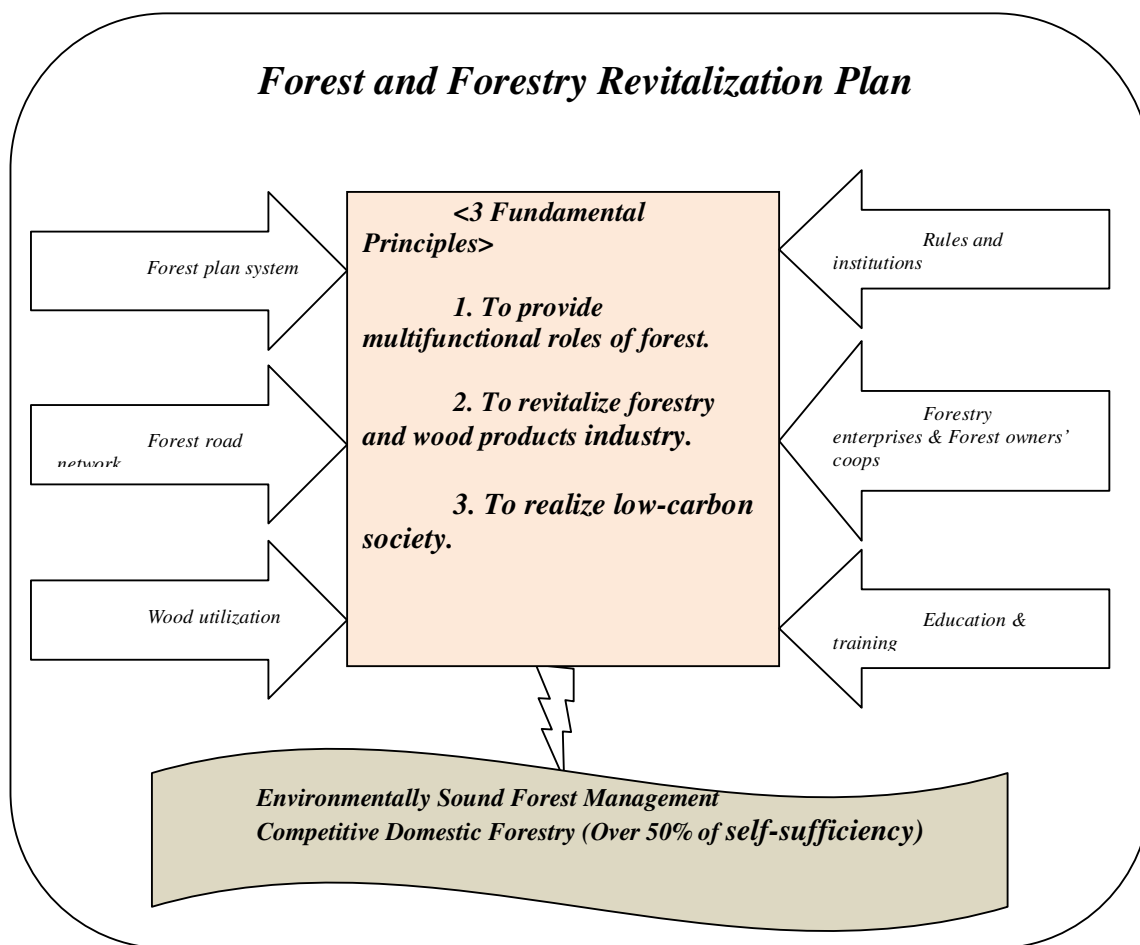 Forest and Forestry Revitalization Plan
Forest plan system
Forest road
network
Wood utilization
<3 Fundamental
Principles>
1. To provide
multifunctional roles of forest.
2. To revitalize forestry
and wood products industry.
3. To realize low-carbon
society.
Rules and
institutions
Forestry
enterprises & Forest owners’
coops
Education &
training
Environmentally Sound Forest Management
Competitive Domestic Forestry (Over 50% of self-sufficiency)